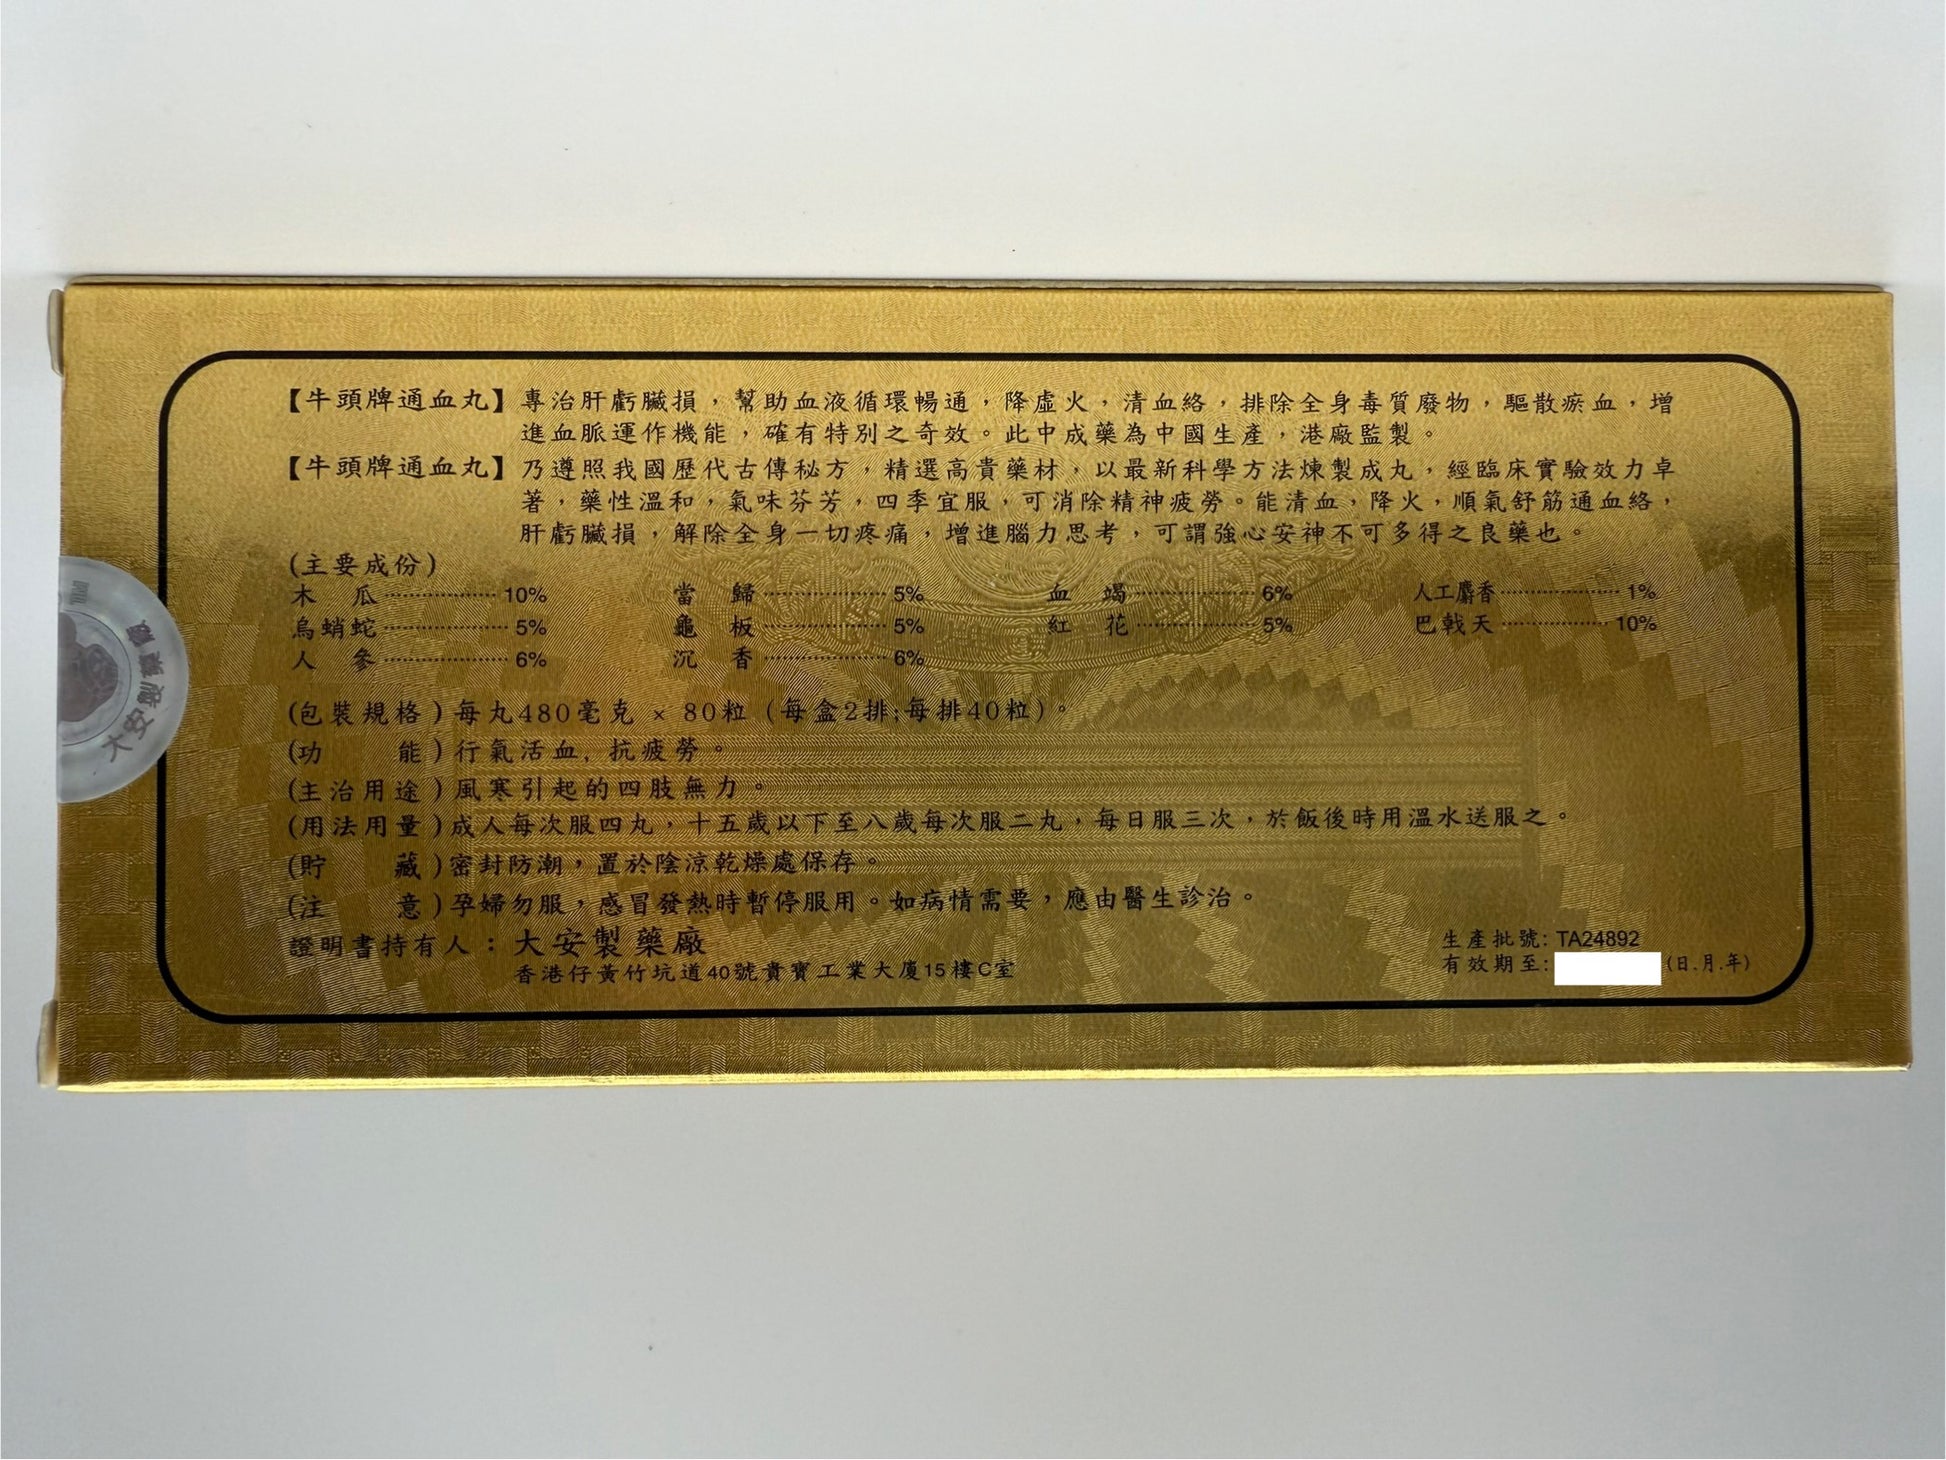 【牛頭牌通血丸】專治肝虧臟損，幫助血液循環暢通，降虛火，清血絡，排除全身毒質廢物，驅散瘀血，增
進血脈運作機能，確有特別之奇效。此中成藥為中國生產，港廠監製。
【牛頭牌通血丸】乃遵照我國歷代古傳秘方，精選高貴藥材，以最新科學方法煉製成丸，經臨床實驗效力卓
著，藥性溫和，氣味芬芳，四季宜服，可消除精神疲勞。能清血，降火，順氣舒筋通血絡，
肝虧臟損，解除全身一切疼痛，增進腦力思考，可謂強心安神不可多得之良藥也。
(主要成份)
木瓜 10% 當歸 5% 血竭 6% 人工麝香 1%
烏蛸蛇 5% 龜板 5% 紅花 5% 巴戟天 10%
人參 6% 沉香 6%
(包裝規格) 每丸480毫克 × 80粒 (每盒2排;每排40粒)。
(功能) 行氣活血, 抗疲勞。
(主治用途) 風寒引起的四肢無力。
(用法用量) 成人每次服四丸，十五歲以下至八歲每次服二丸，每日服三次，於飯後時用溫水送服之。
(貯藏) 密封防潮，置於陰涼乾燥處保存。
(注意) 孕婦勿服，感冒發熱時暫停服用。如病情需要，應由醫生診治。
證明書持有人：大安製藥廠
香港仔黃竹坑道40號貴寶工業大廈15樓C室
生產批號: TA24892
有效期至: (日.月.年)
大安製藥廠